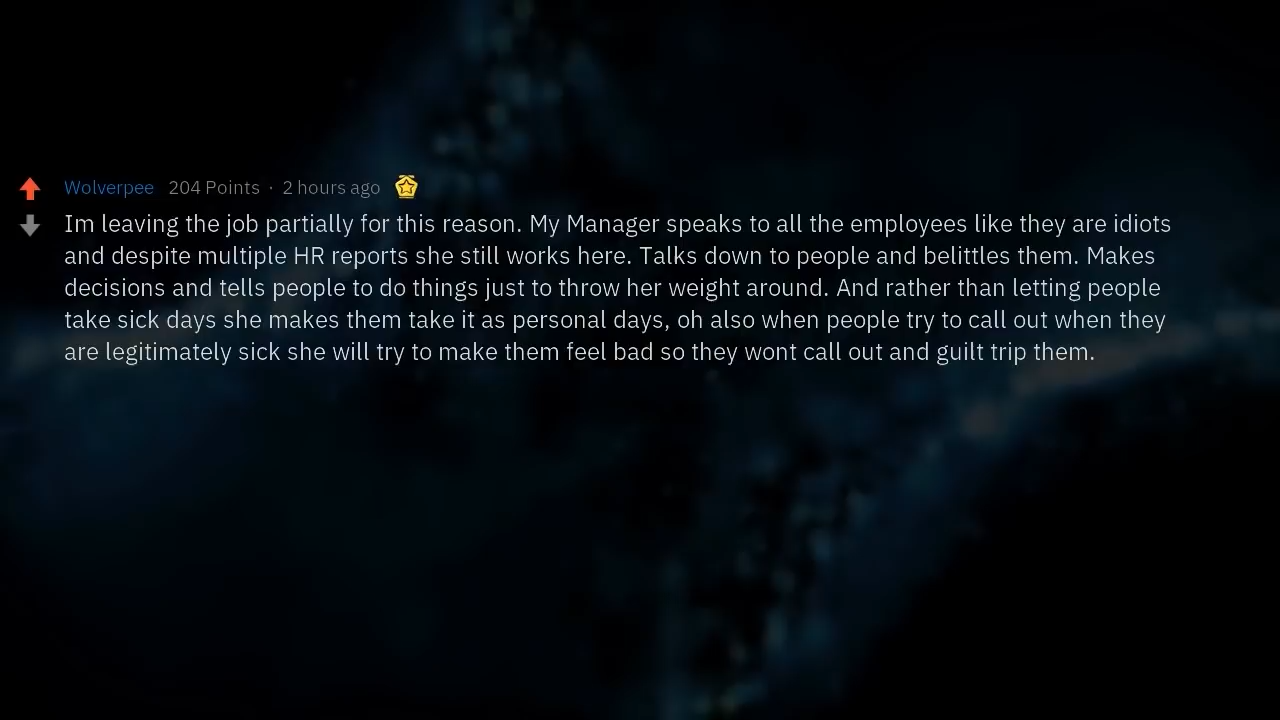 Wolverpee 204 Points · 2 hours ago
Im leaving the job partially for this reason. My Manager speaks to all the employees like they are idiots
and despite multiple HR reports she still works here. Talks down to people and belittles them. Makes
decisions and tells people to do things just to throw her weight around. And rather than letting people
take sick days she makes them take it as personal days, oh also when people try to call out when they
are legitimately sick she will try to make them feel bad so they wont call out and guilt trip them.